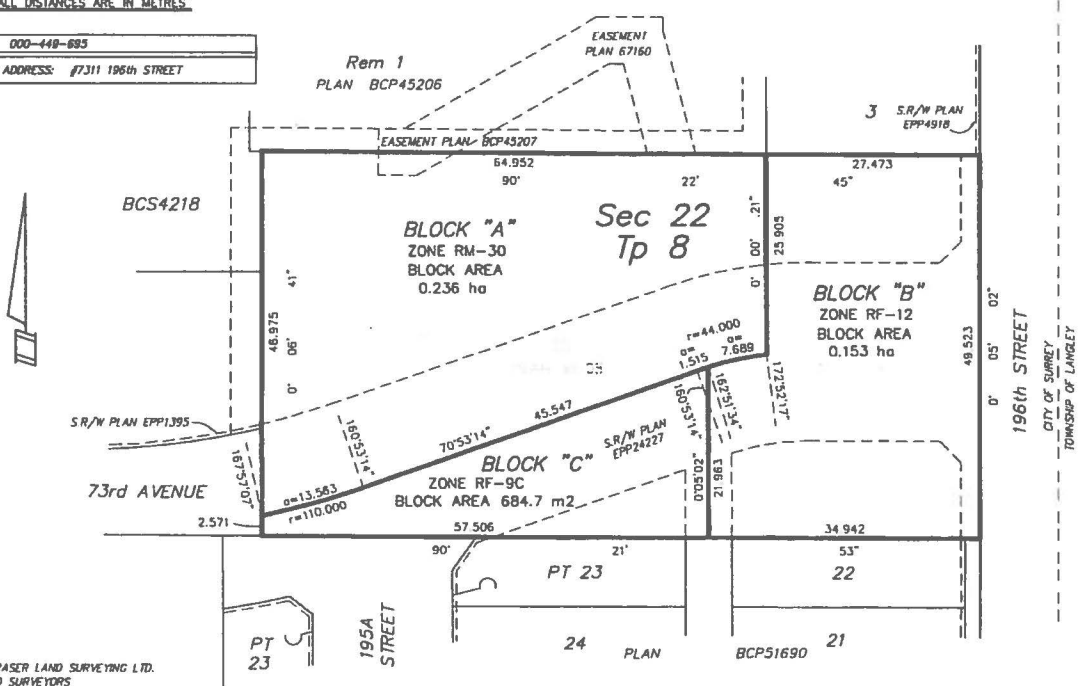 ALL DISTANCES ARE IN METRES
000-449-695
ADDRESS: #7311 196th STREET
Rem 1
PLAN BCP45206
EASEMENT
PLAN 67160
3
S.R/W PLAN
EPP4918
EASEMENT PLAN BCP45207
64.952
27.473
90° 22' 45"
BCS4218
BLOCK "A"
ZONE RM-30
BLOCK AREA
0.236 ha
Sec 22
Tp 8
0° 00' 21"
25.905
BLOCK "B"
ZONE RF-12
BLOCK AREA
0.153 ha
48.975
0° 06' 41"
49.523
0° 05' 02"
196th STREET
CITY OF SURREY
TOWNSHIP OF LANGLEY
r=44.000
a=
1.515
a=
7.689
45.547
70°53'14"
160°53'14"
S.R/W PLAN
EPP24227
160°53'14"
162°51'34"
172°52'17"
S.R/W PLAN EPP1395
167°57'07"
73rd AVENUE
a=13.563
r=110.000
BLOCK "C"
ZONE RF-9C
BLOCK AREA 684.7 m2
0°05'02"
21.963
2.571
57.506
34.942
90° 21' 53"
PT 23
22
195A
STREET
PT
23
24
PLAN
BCP51690
21
FRASER LAND SURVEYING LTD.
SURVEYORS